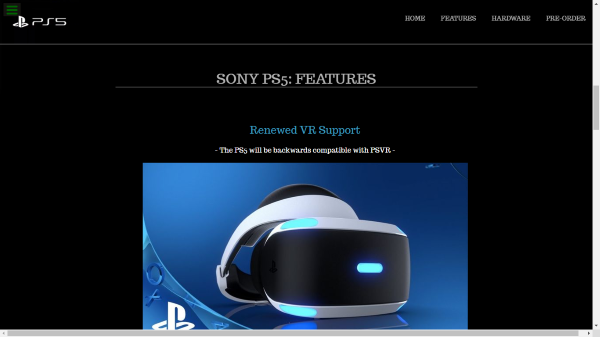 PS5
HOME FEATURES HARDWARE PRE-ORDER
SONY PS5: FEATURES
Renewed VR Support
- The PS5 will be backwards compatible with PSVR -